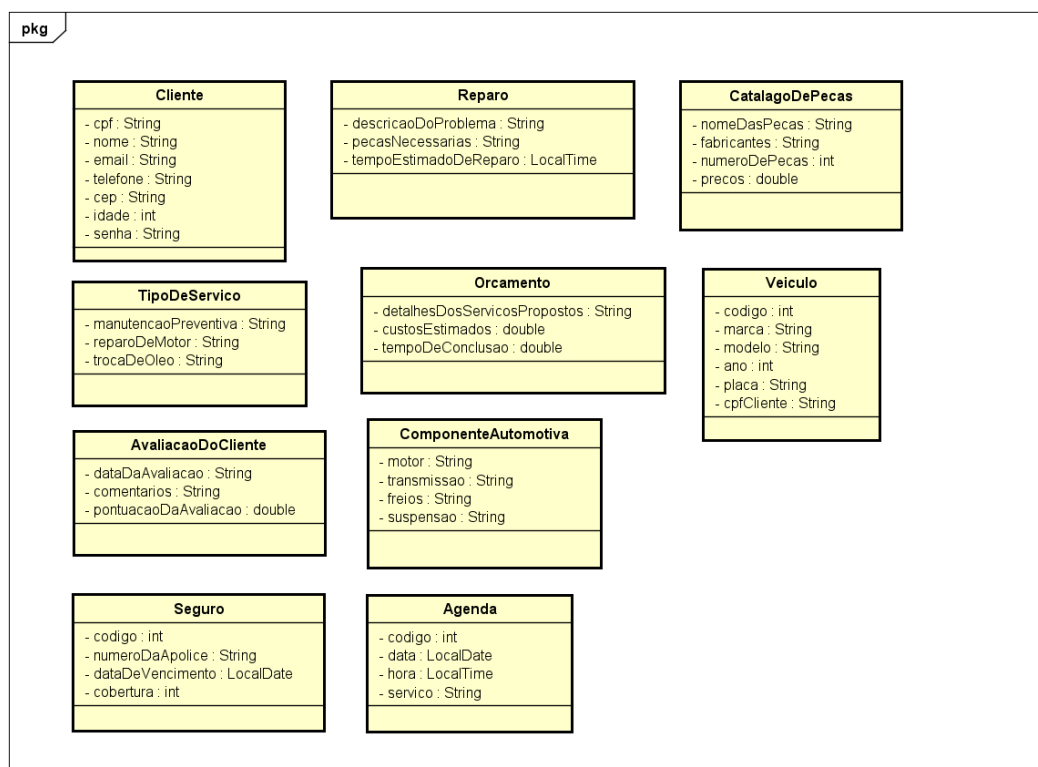 pkg
Cliente
- cpf : String
- nome : String
- email : String
- telefone : String
- cep : String
- idade : int
- senha : String
Reparo
- descricaoDoProblema : String
- pecasNecessarias : String
- tempoEstimadoDeReparo : LocalTime
CatalagoDePecas
- nomeDasPecas : String
- fabricantes : String
- numeroDePecas : int
- precos : double
TipoDeServico
- manutencaoPreventiva : String
- reparoDeMotor : String
- trocaDeOleo : String
Orcamento
- detalhesDosServicosPropostos : String
- custosEstimados : double
- tempoDeConclusao : double
Veiculo
- codigo : int
- marca : String
- modelo : String
- ano : int
- placa : String
- cpfCliente : String
AvaliacaoDoCliente
- dataDaAvaliacao : String
- comentarios : String
- pontuacaoDaAvaliacao : double
ComponenteAutomotiva
- motor : String
- transmissao : String
- freios : String
- suspensao : String
Seguro
- codigo : int
- numeroDaApolice : String
- dataDeVencimento : LocalDate
- cobertura : int
Agenda
- codigo : int
- data : LocalDate
- hora : LocalTime
- servico : String